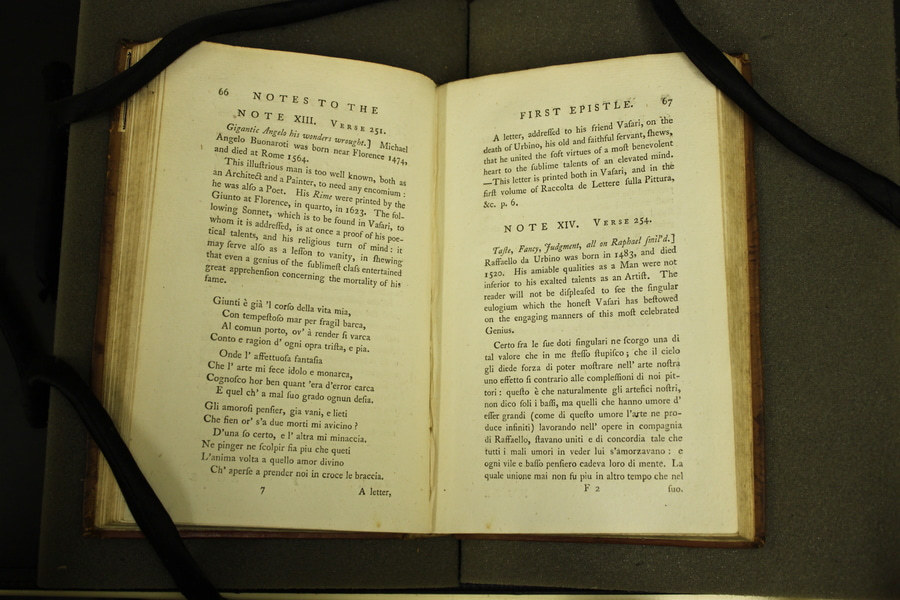 66
NOTES TO THE
NOTE XIII. VERSE 251.
Gigantic Angelo his wonders wrought.] Michael
Angelo Buonaroti was born near Florence 1474,
and died at Rome 1564.
This illuſtrious man is too well known, both as
an Architect and a Painter, to need any encomium:
he was alſo a Poet. His Rime were printed by the
Giunto at Florence, in quarto, in 1623. The fol-
lowing Sonnet, which is to be found in Vaſari, to
whom it is addreſſed, is at once a proof of his poe-
tical talents, and his religious turn of mind: it
may ſerve alſo as a leſſon to vanity, in ſhewing
that even a genius of the ſublimeſt claſs entertained
great apprehenſion concerning the mortality of his
fame.
Giunti è già 'l corſo della vita mia,
Con tempeſtoſo mar per fragil barca,
Al comun porto, ov' à render ſi varca
Conto e ragion d' ogni opra triſta, e pia.
Onde l' affettuoſa fantaſia
Che l' arte mi fece idolo e monarca,
Cognoſco hor ben quant 'era d'error carca
E quel ch' a mal ſuo grado ognun deſia.
Gli amoroſi penſier, gia vani, e lieti
Che fien or' s'a due morti mi avicino?
D'una ſo certo, e l' altra mi minaccia.
Ne pinger ne ſcolpir fia piu che queti
L'anima volta a quello amor divino
Ch' aperſe a prender noi in croce le braccia.
7
A letter,
FIRST EPISTLE.
67
A letter, addreſſed to his friend Vaſari, on the
death of Urbino, his old and faithful ſervant, ſhews,
that he united the ſoft virtues of a moſt benevolent
heart to the ſublime talents of an elevated mind.
—This letter is printed both in Vaſari, and in the
firſt volume of Raccolta de Lettere ſulla Pittura,
&c. p. 6.
NOTE XIV. VERSE 254.
Taſte, Fancy, Judgment, all on Raphael ſmil'd.]
Raffaello da Urbino was born in 1483, and died
1520. His amiable qualities as a Man were not
inferior to his exalted talents as an Artiſt. The
reader will not be diſpleaſed to ſee the ſingular
eulogium which the honeſt Vaſari has beſtowed
on the engaging manners of this moſt celebrated
Genius.
Certo fra le ſue doti ſingulari ne ſcorgo una di
tal valore che in me ſteſſo ſtupiſco; che il cielo
gli diede forza di poter moſtrare nell' arte noſtra
uno effetto ſi contrario alle compleſſioni di noi pit-
tori: queſto è che naturalmente gli artefici noſtri,
non dico ſoli i baſſi, ma quelli che hanno umore d'
eſſer grandi (come di queſto umore l'arte ne pro-
duce infiniti) lavorando nell' opere in compagnia
di Raffaello, ſtavano uniti e di concordia tale che
tutti i mali umori in veder lui s'amorzavano: e
ogni vile e baſſo penſiero cadeva loro di mente. La
quale unione mai non fu piu in altro tempo che nel
F 2
ſuo.